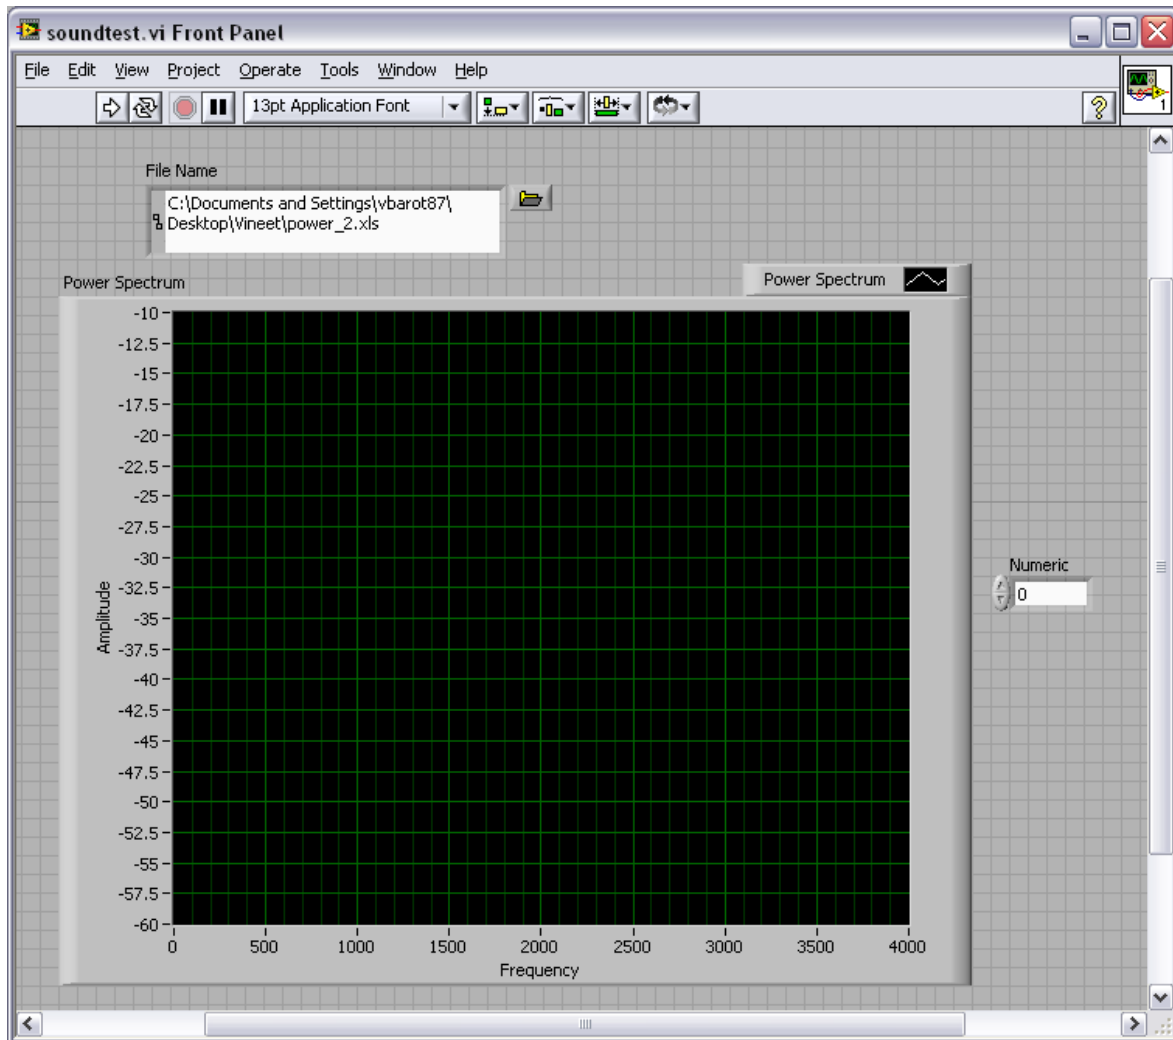 soundtest.vi Front Panel
File Edit View Project Operate Tools Window Help
13pt Application Font
?
1
File Name
C:\Documents and Settings\vbarot87\
Desktop\Vineet\power_2.xls
Power Spectrum
Power Spectrum
-10
-12.5
-15
-17.5
-20
-22.5
-25
-27.5
-30
-32.5
-35
-37.5
-40
-42.5
-45
-47.5
-50
-52.5
-55
-57.5
-60
Amplitude
0 500 1000 1500 2000 2500 3000 3500 4000
Frequency
Numeric
0